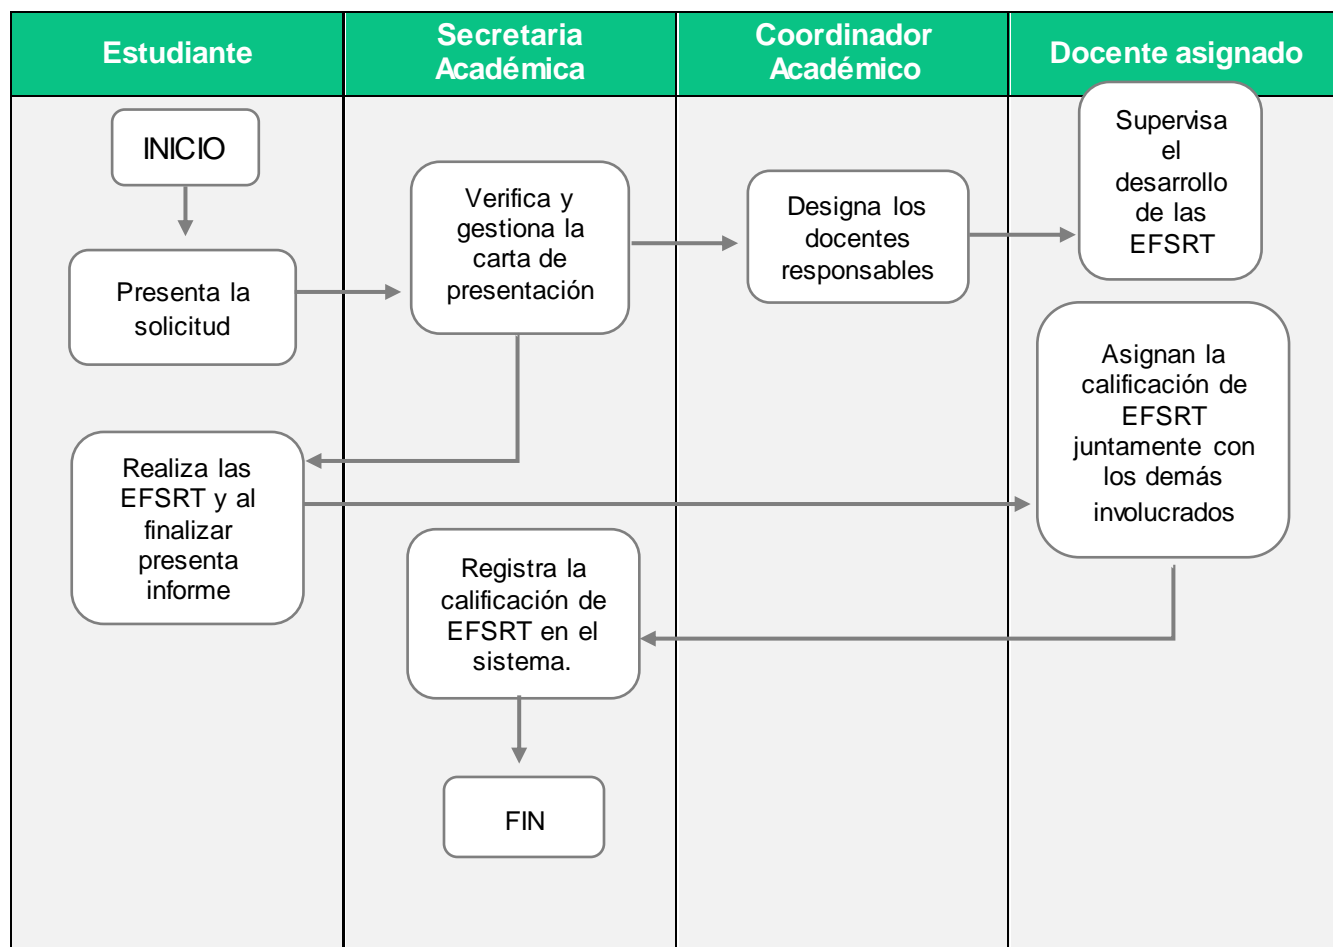 Estudiante
Secretaria
Académica
Coordinador
Académico
Docente asignado
INICIO
Presenta la
solicitud
Verifica y
gestiona la
carta de
presentación
Designa los
docentes
responsables
Supervisa
el
desarrollo
de las
EFSRT
Realiza las
EFSRT y al
finalizar
presenta
informe
Asignan la
calificación de
EFSRT
juntamente con
los demás
involucrados
Registra la
calificación de
EFSRT en el
sistema.
FIN